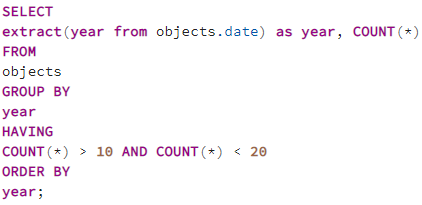 SELECT
extract(year from objects.date) as year, COUNT(*)
FROM
objects
GROUP BY
year
HAVING
COUNT(*) > 10 AND COUNT(*) < 20
ORDER BY
year;